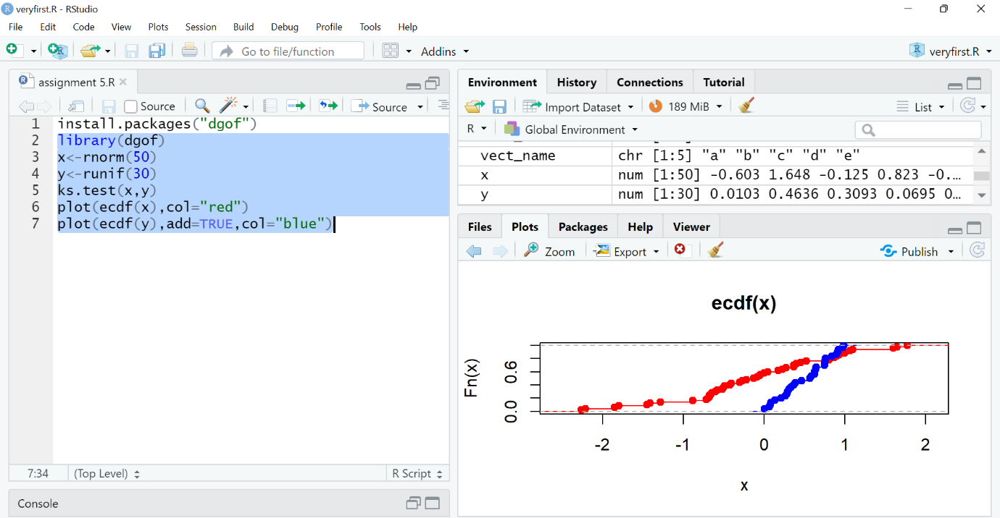 veryfirst.R - RStudio
File Edit Code View Plots Session Build Debug Profile Tools Help
Go to file/function Addins veryfirst.R
assignment 5.R
Source Source
1 install.packages("dgof")
2 library(dgof)
3 x<-rnorm(50)
4 y<-runif(30)
5 ks.test(x,y)
6 plot(ecdf(x),col="red")
7 plot(ecdf(y),add=TRUE,col="blue")
7:34 (Top Level) R Script
Console
Environment History Connections Tutorial
Import Dataset 189 MiB List
R Global Environment
vect_name chr [1:5] "a" "b" "c" "d" "e"
x num [1:50] -0.603 1.648 -0.125 0.823 -0.…
y num [1:30] 0.0103 0.4636 0.3093 0.0695 0…
Files Plots Packages Help Viewer
Zoom Export Publish
ecdf(x)
Fn(x)
0.6
0.0
-2 -1 0 1 2
x